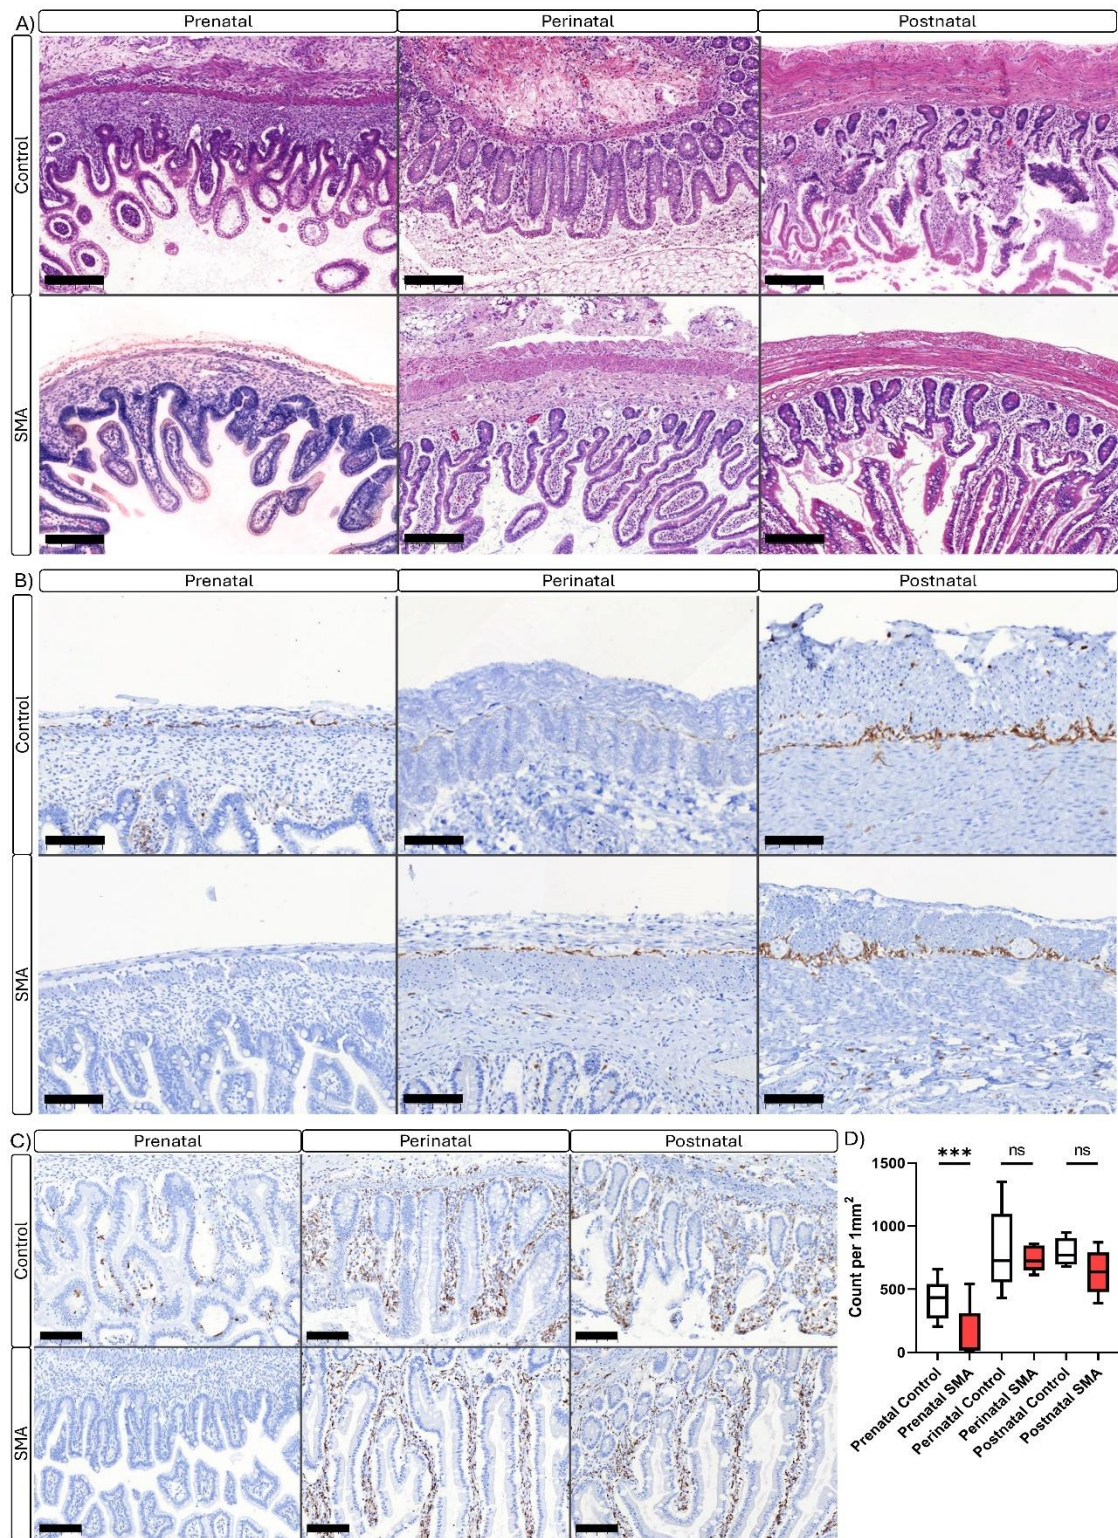 A)
Prenatal
Perinatal
Postnatal
Control
SMA
B)
Prenatal
Perinatal
Postnatal
Control
SMA
C)
Prenatal
Perinatal
Postnatal
Control
SMA
D)
*** ns ns
1500
1000
500
0
Count per 1mm²
Prenatal Control
Prenatal SMA
Perinatal Control
Perinatal SMA
Postnatal Control
Postnatal SMA